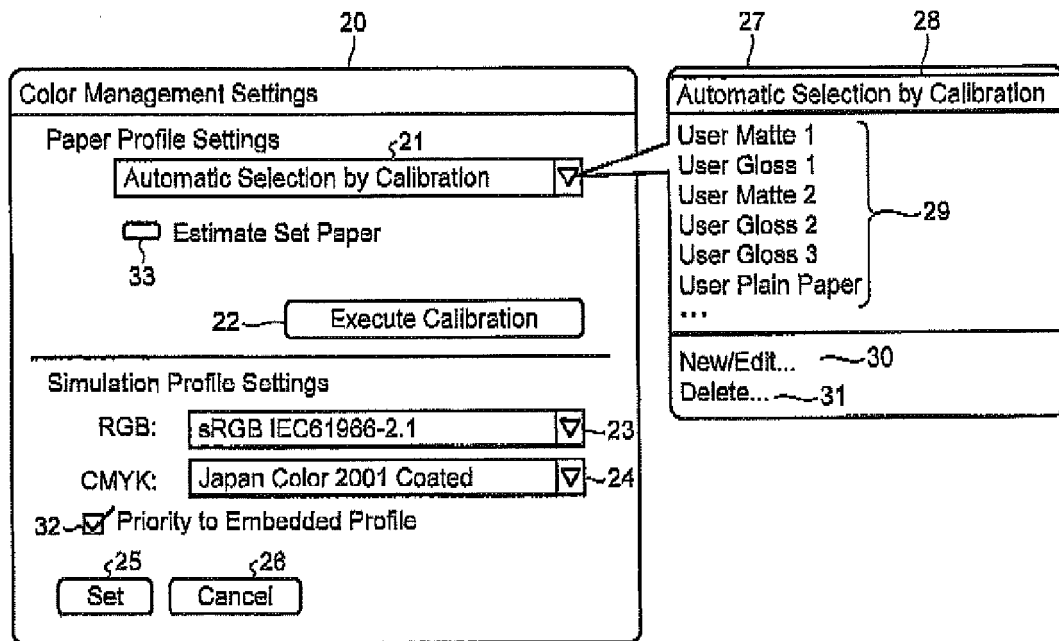 20
27
28
Color Management Settings
Paper Profile Settings
21
Automatic Selection by Calibration
Estimate Set Paper
33
22
Execute Calibration
Simulation Profile Settings
RGB: sRGB IEC61966-2.1 23
CMYK: Japan Color 2001 Coated 24
32 Priority to Embedded Profile
25
26
Set
Cancel
Automatic Selection by Calibration
User Matte 1
User Gloss 1
User Matte 2
User Gloss 2
User Gloss 3
User Plain Paper
...
29
New/Edit... 30
Delete... 31